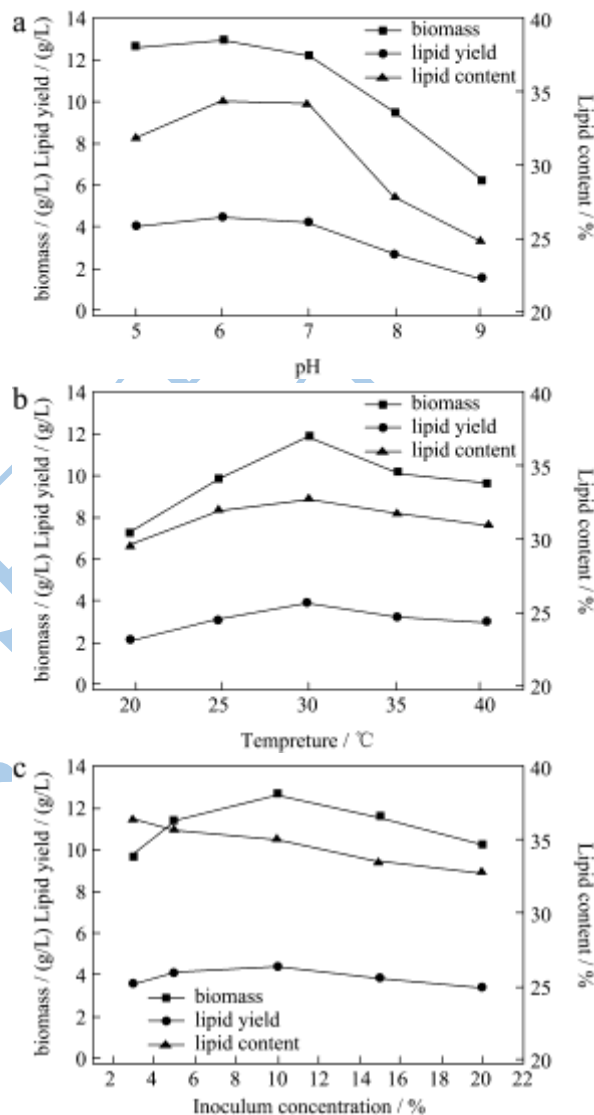 a
14
12
10
8
6
4
2
0
biomass / (g/L) Lipid yield / (g/L)
biomass
lipid yield
lipid content
40
35
30
25
20
Lipid content / %
5 6 7 8 9
pH
b
14
12
10
8
6
4
2
0
biomass / (g/L) Lipid yield / (g/L)
biomass
lipid yield
lipid content
40
35
30
25
20
Lipid content / %
20 25 30 35 40
Tempreture / ℃
c
14
12
10
8
6
4
2
0
biomass / (g/L) Lipid yield / (g/L)
biomass
lipid yield
lipid content
40
35
30
25
20
Lipid content / %
2 4 6 8 10 12 14 16 18 20 22
Inoculum concentration / %